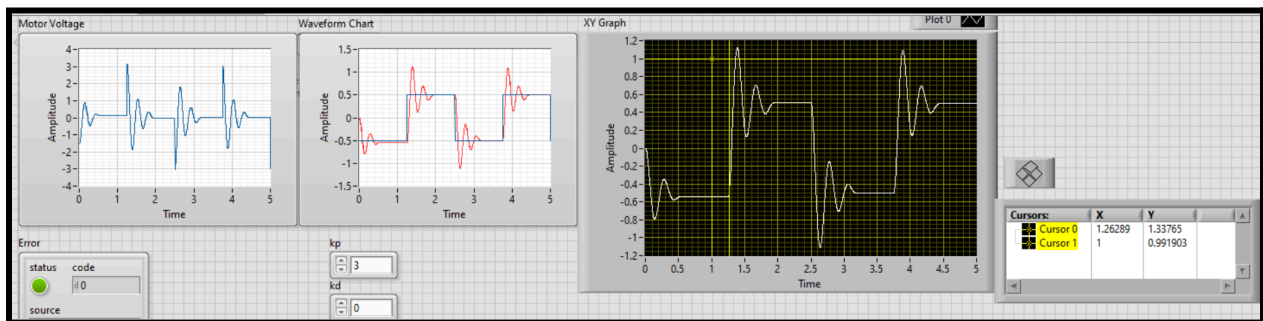 Motor Voltage
4
3
2
1
0
-1
-2
-3
-4
Amplitude
0 1 2 3 4 5
Time
Waveform Chart
1.5
1
0.5
0
-0.5
-1
-1.5
Amplitude
0 1 2 3 4 5
Time
XY Graph
Plot 0
1.2
1
0.8
0.6
0.4
0.2
0
-0.2
-0.4
-0.6
-0.8
-1
-1.2
Amplitude
0 0.5 1 1.5 2 2.5 3 3.5 4 4.5 5
Time
Cursors: X Y
Cursor 0 1.26289 1.33765
Cursor 1 1 0.991903
Error
status code
d 0
source
kp
3
kd
0